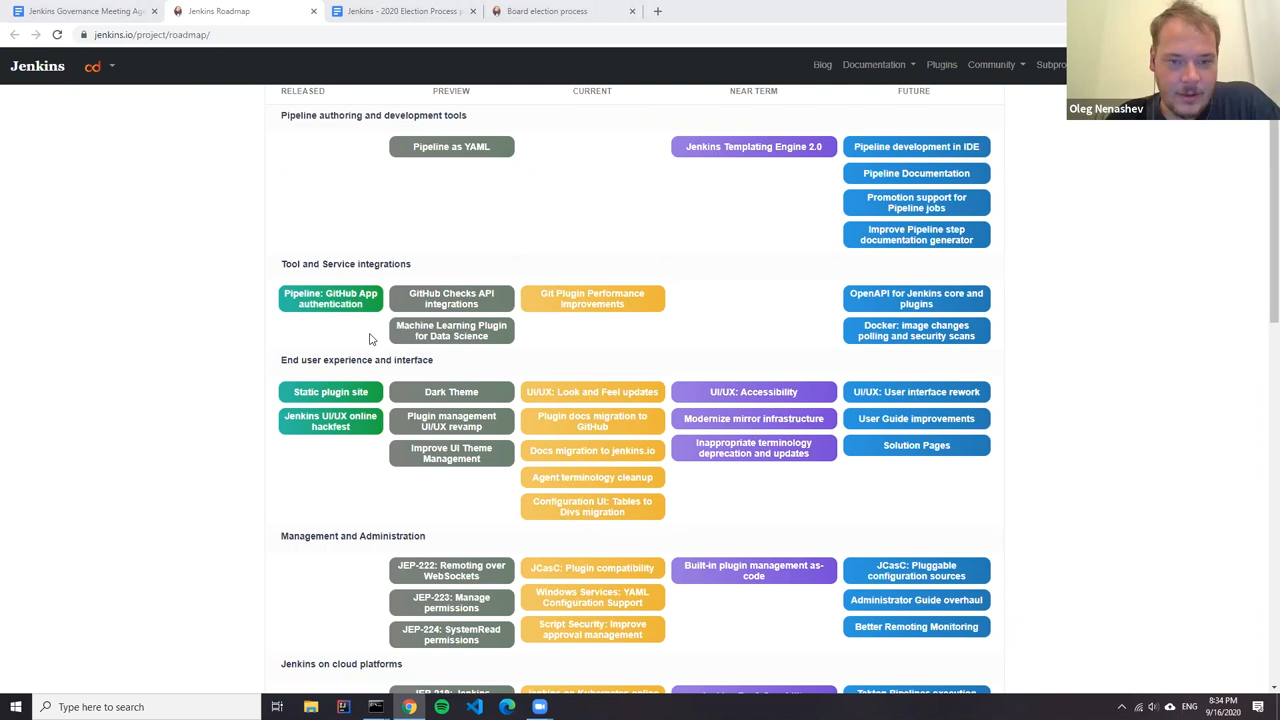 Jenkins Governance Meeting Ag
Jenkins Roadmap
Jenkins - 2020 Election Process
Board election process
jenkins.io/project/roadmap/
Jenkins
cd
Blog
Documentation
Plugins
Community
Subpro
Oleg Nenashev
RELEASED
PREVIEW
CURRENT
NEAR TERM
FUTURE
Pipeline authoring and development tools
Pipeline as YAML
Jenkins Templating Engine 2.0
Pipeline development in IDE
Pipeline Documentation
Promotion support for
Pipeline jobs
Improve Pipeline step
documentation generator
Tool and Service integrations
Pipeline: GitHub App
authentication
GitHub Checks API
integrations
Git Plugin Performance
Improvements
OpenAPI for Jenkins core and
plugins
Machine Learning Plugin
for Data Science
Docker: image changes
polling and security scans
End user experience and interface
Static plugin site
Dark Theme
UI/UX: Look and Feel updates
UI/UX: Accessibility
UI/UX: User interface rework
Jenkins UI/UX online
hackfest
Plugin management
UI/UX revamp
Plugin docs migration to
GitHub
Modernize mirror infrastructure
User Guide improvements
Improve UI Theme
Management
Docs migration to jenkins.io
Inappropriate terminology
deprecation and updates
Solution Pages
Agent terminology cleanup
Configuration UI: Tables to
Divs migration
Management and Administration
JEP-222: Remoting over
WebSockets
JCasC: Plugin compatibility
Built-in plugin management as-
code
JCasC: Pluggable
configuration sources
JEP-223: Manage
permissions
Windows Services: YAML
Configuration Support
Administrator Guide overhaul
JEP-224: SystemRead
permissions
Script Security: Improve
approval management
Better Remoting Monitoring
Jenkins on cloud platforms
Type here to search
ENG
8:34 PM
9/16/2020